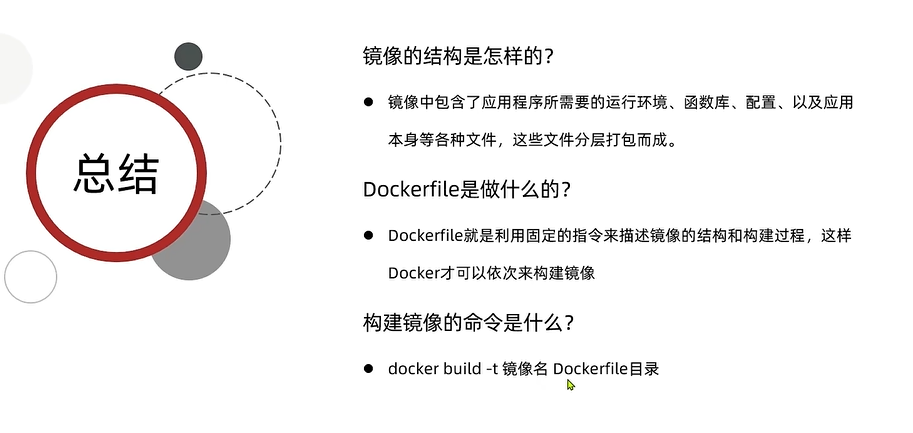 总结
镜像的结构是怎样的？
● 镜像中包含了应用程序所需要的运行环境、函数库、配置、以及应用
本身等各种文件，这些文件分层打包而成。
Dockerfile是做什么的？
● Dockerfile就是利用固定的指令来描述镜像的结构和构建过程，这样
Docker才可以依次来构建镜像
构建镜像的命令是什么？
● docker build -t 镜像名 Dockerfile目录